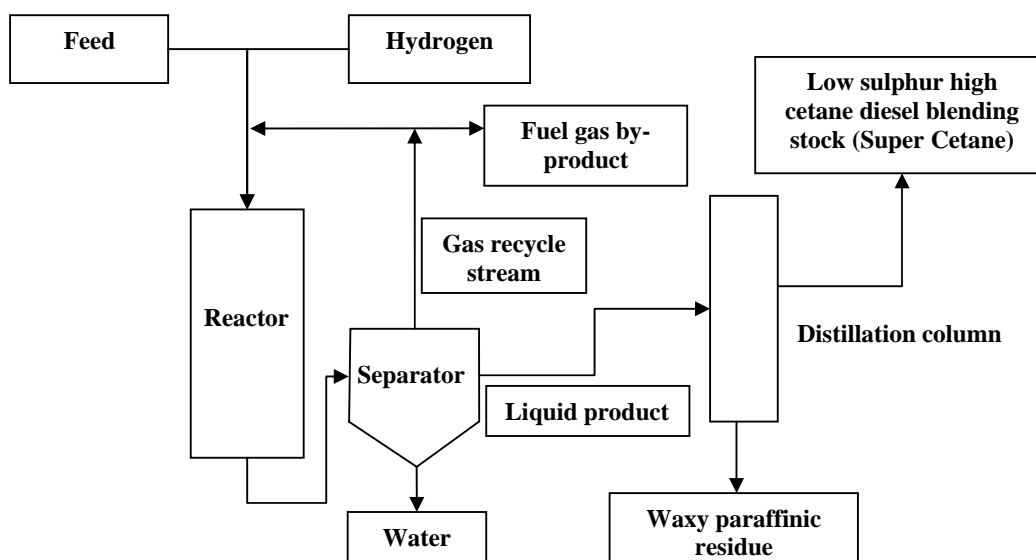 Feed
Hydrogen
Low sulphur high
cetane diesel blending
stock (Super Cetane)
Fuel gas by-
product
Gas recycle
stream
Reactor
Separator
Distillation column
Liquid product
Water
Waxy paraffinic
residue